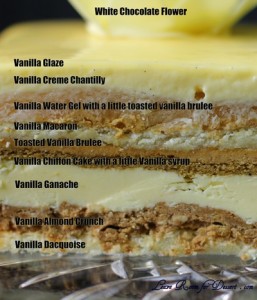 White Chocolate Flower
Vanilla Glaze
Vanilla Creme Chantilly
Vanilla Water Gel with a little toasted vanilla brulee
Vanilla Macaron
Toasted Vanilla Brulee
Vanilla Chiffon Cake with a little Vanilla syrup
Vanilla Ganache
Vanilla Almond Crunch
Vanilla Dacquoise